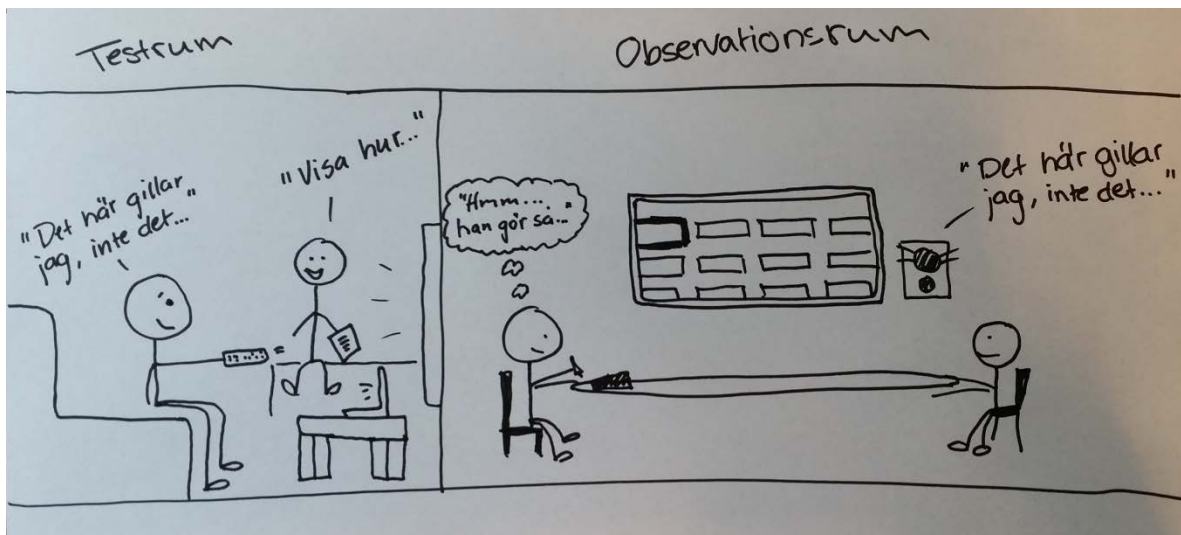 Testrum
Observationsrum
"Det här gillar
jag, inte det..."
"Visa hur..."
"Hmm...
han gör så..."
"Det här gillar
jag, inte det..."